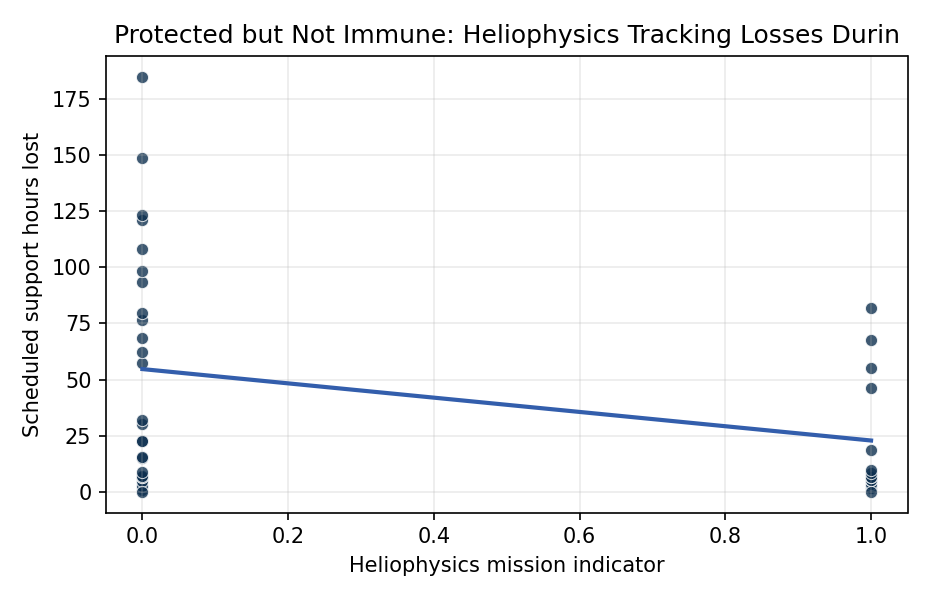 Protected but Not Immune: Heliophysics Tracking Losses Durin
Scheduled support hours lost
175
150
125
100
75
50
25
0
0.0 0.2 0.4 0.6 0.8 1.0
Heliophysics mission indicator